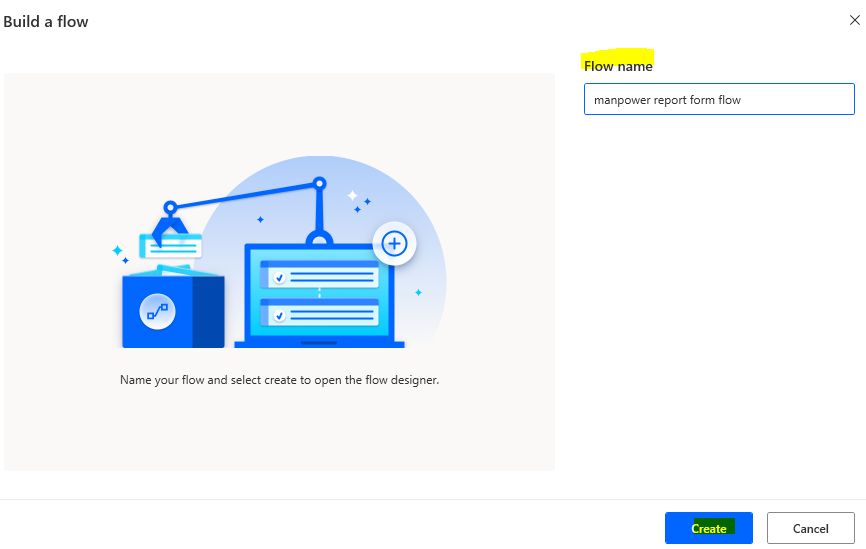 Build a flow
Flow name
manpower report form flow
Name your flow and select create to open the flow designer.
Create
Cancel